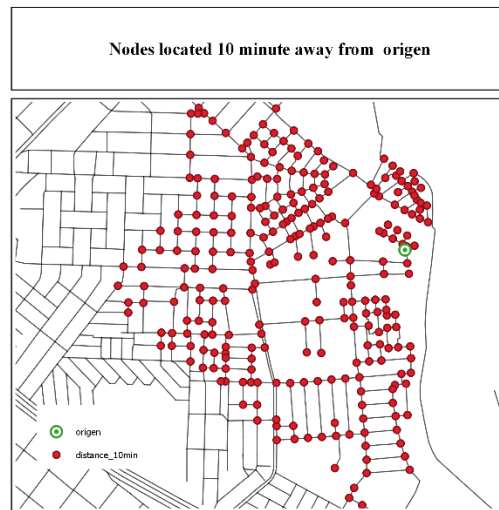 Nodes located 10 minute away from origen
origen
distance_10min